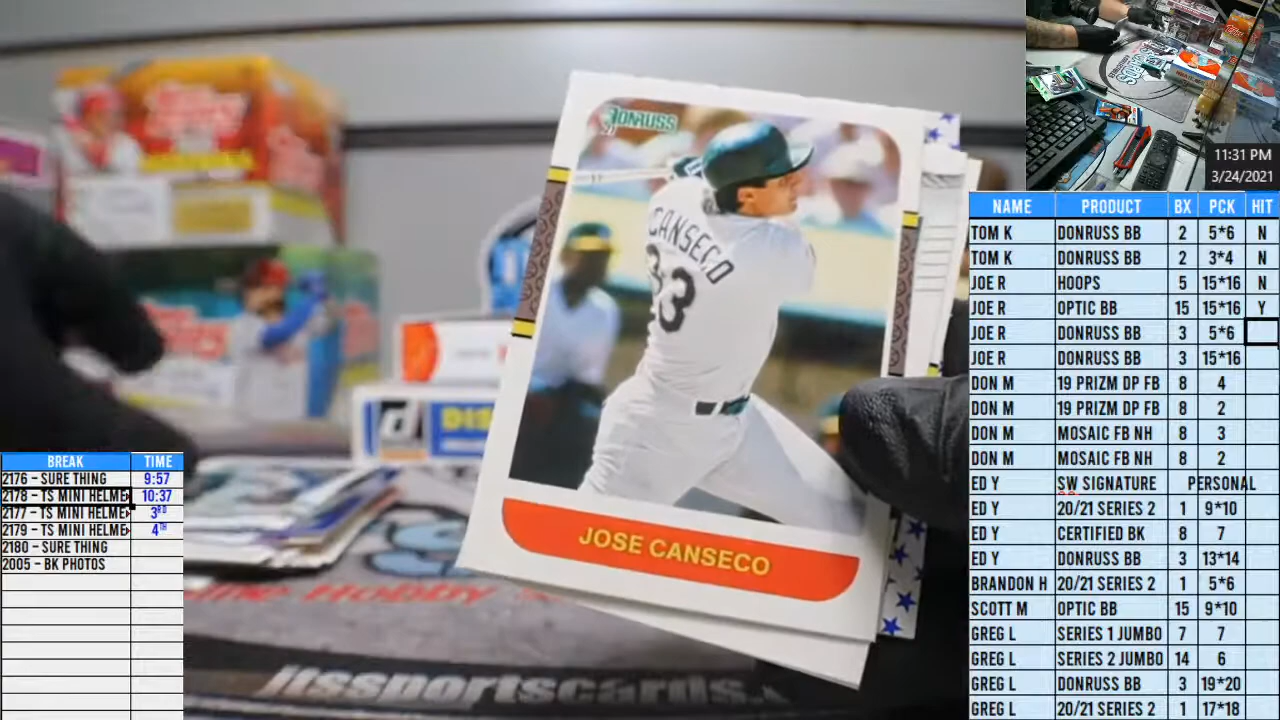 DONRUSS
CANSECO
33
JOSE CANSECO
DIS
jtssportscards.
11:31 PM
3/24/2021
NAME PRODUCT BX PCK HIT
TOM K DONRUSS BB 2 5*6 N
TOM K DONRUSS BB 2 3*4 N
JOE R HOOPS 5 15*16 N
JOE R OPTIC BB 15 15*16 Y
JOE R DONRUSS BB 3 5*6
JOE R DONRUSS BB 3 15*16
DON M 19 PRIZM DP FB 8 4
DON M 19 PRIZM DP FB 8 2
DON M MOSAIC FB NH 8 3
DON M MOSAIC FB NH 8 2
ED Y SW SIGNATURE PERSONAL
ED Y 20/21 SERIES 2 1 9*10
ED Y CERTIFIED BK 8 7
ED Y DONRUSS BB 3 13*14
BRANDON H 20/21 SERIES 2 1 5*6
SCOTT M OPTIC BB 15 9*10
GREG L SERIES 1 JUMBO 7 7
GREG L SERIES 2 JUMBO 14 6
GREG L DONRUSS BB 3 19*20
GREG L 20/21 SERIES 2 1 17*18
BREAK TIME
2176 – SURE THING 9:57
2178 – TS MINI HELME 10:37
2177 – TS MINI HELME 3RD
2179 – TS MINI HELME 4TH
2180 – SURE THING
2005 – BK PHOTOS